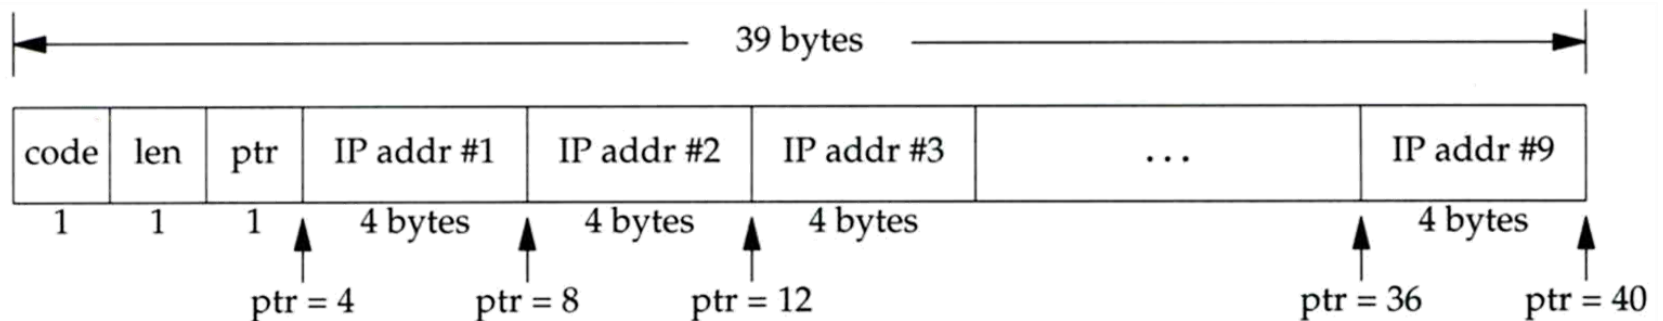 39 bytes
code len ptr IP addr #1 IP addr #2 IP addr #3 ... IP addr #9
1 1 1 4 bytes 4 bytes 4 bytes 4 bytes
ptr = 4 ptr = 8 ptr = 12 ptr = 36 ptr = 40